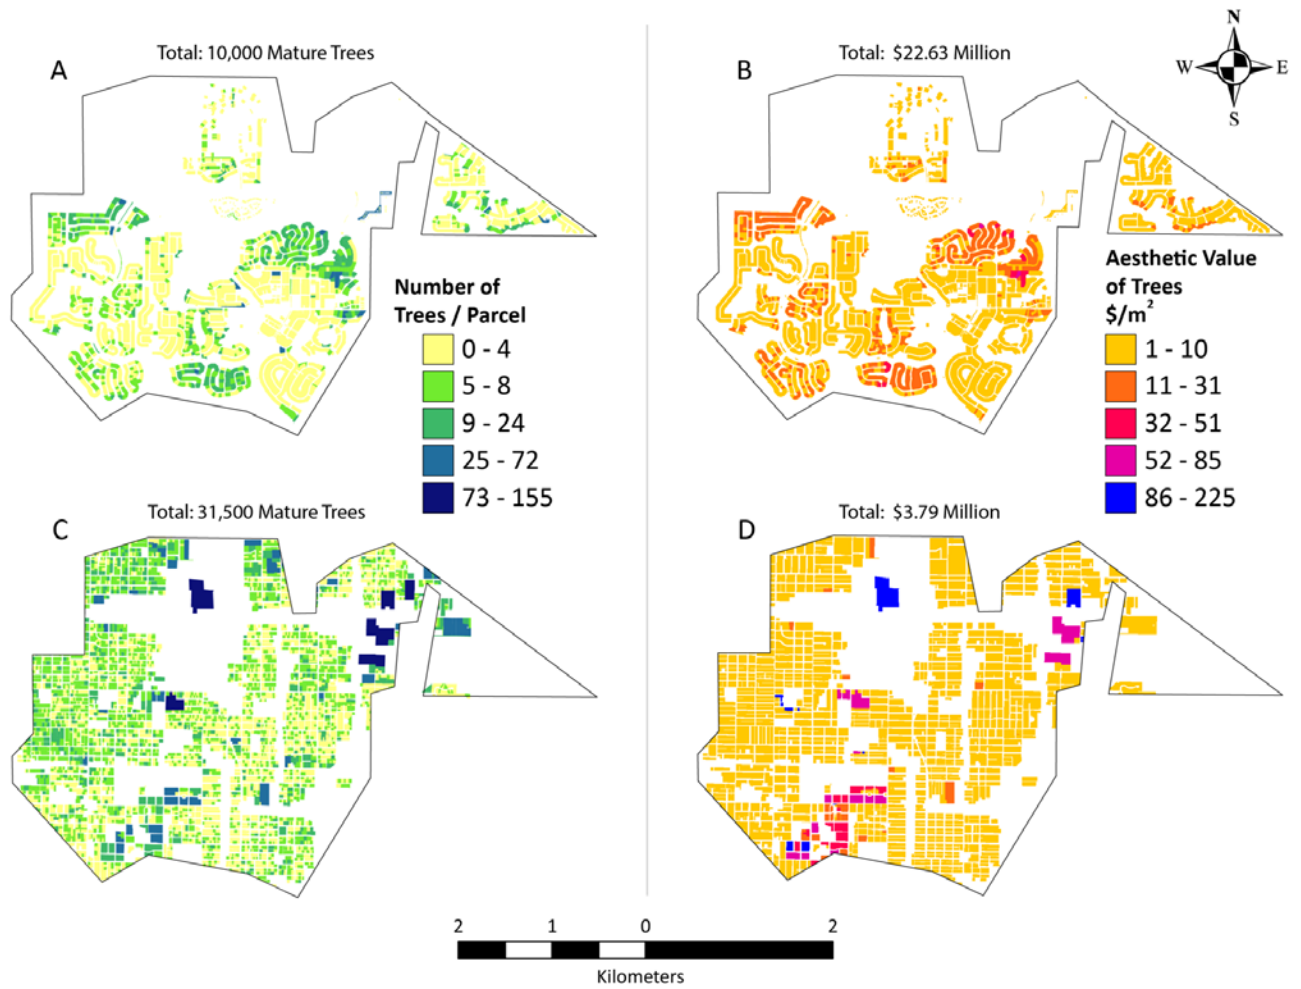 A
Total: 10,000 Mature Trees
B
Total: $22.63 Million
N
W E
S
Number of
Trees / Parcel
0 - 4
5 - 8
9 - 24
25 - 72
73 - 155
Aesthetic Value
of Trees
$/m²
1 - 10
11 - 31
32 - 51
52 - 85
86 - 225
C
Total: 31,500 Mature Trees
D
Total: $3.79 Million
2 1 0 2
Kilometers